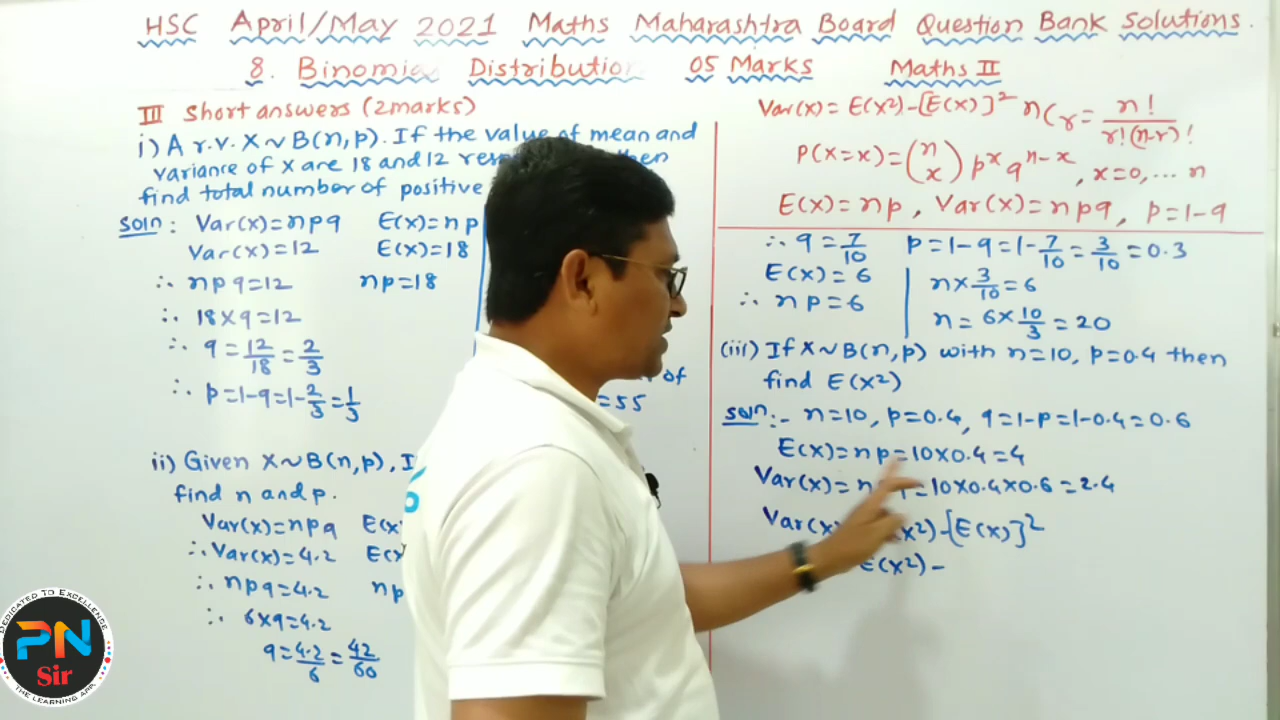 HSC April/May 2021 Maths Maharashtra Board Question Bank Solutions.
8. Binomial Distribution 05 Marks Maths II
III Short answers (2marks)
i) A r.v. X~B(n,p). If the value of mean and
variance of X are 18 and 12 then
find total number of positive
Soln: Var(X)=npq E(X)=np
Var(X)=12 E(X)=18
∴ npq=12 np=18
∴ 18×q=12
∴ q=12/18=2/3
∴ p=1-q=1-2/3=1/3
of
=55
ii) Given X~B(n,p),
find n and p.
Var(X)=npq
∴Var(X)=4.2
∴ npq=4.2
∴ 6×q=4.2
q=4.2/6=42/60
Var(X)=E(X²)-[E(X)]² nCr=n!/r!(n-r)!
P(X=x)=(n x) p^x q^n-x, x=0,... n
E(X)=np, Var(X)=npq, p=1-q
∴ q=7/10 p=1-q=1-7/10=3/10=0.3
E(X)=6 n×3/10=6
∴ np=6 n=6×10/3=20
(iii) If X~B(n,p) with n=10, p=0.4 then
find E(X²)
Soln:- n=10, p=0.4, q=1-p=1-0.4=0.6
E(X)=np=10×0.4=4
Var(X)= =10×0.4×0.6=2.4
-[E(X)]²
E(X²)-
DEDICATED TO EXCELLENCE
PN
Sir
THE LEARNING APP